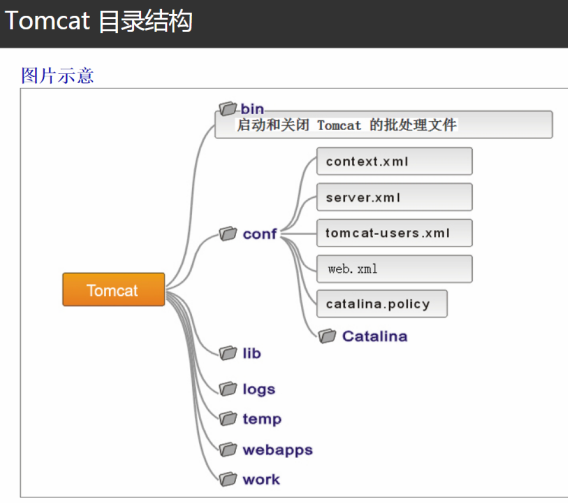 Tomcat 目录结构
图片示意
bin
启动和关闭 Tomcat 的批处理文件
context.xml
server.xml
conf
tomcat-users.xml
web.xml
Tomcat
catalina.policy
Catalina
lib
logs
temp
webapps
work